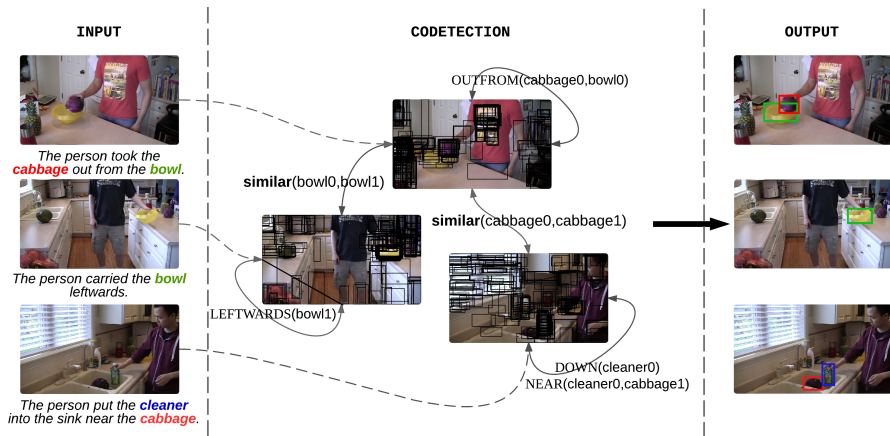 INPUT
CODETECTION
OUTPUT
The person took the
cabbage out from the bowl.
The person carried the bowl
leftwards.
The person put the cleaner
into the sink near the cabbage.
OUTFROM(cabbage0,bowl0)
similar(bowl0,bowl1)
similar(cabbage0,cabbage1)
LEFTWARDS(bowl1)
DOWN(cleaner0)
NEAR(cleaner0,cabbage1)